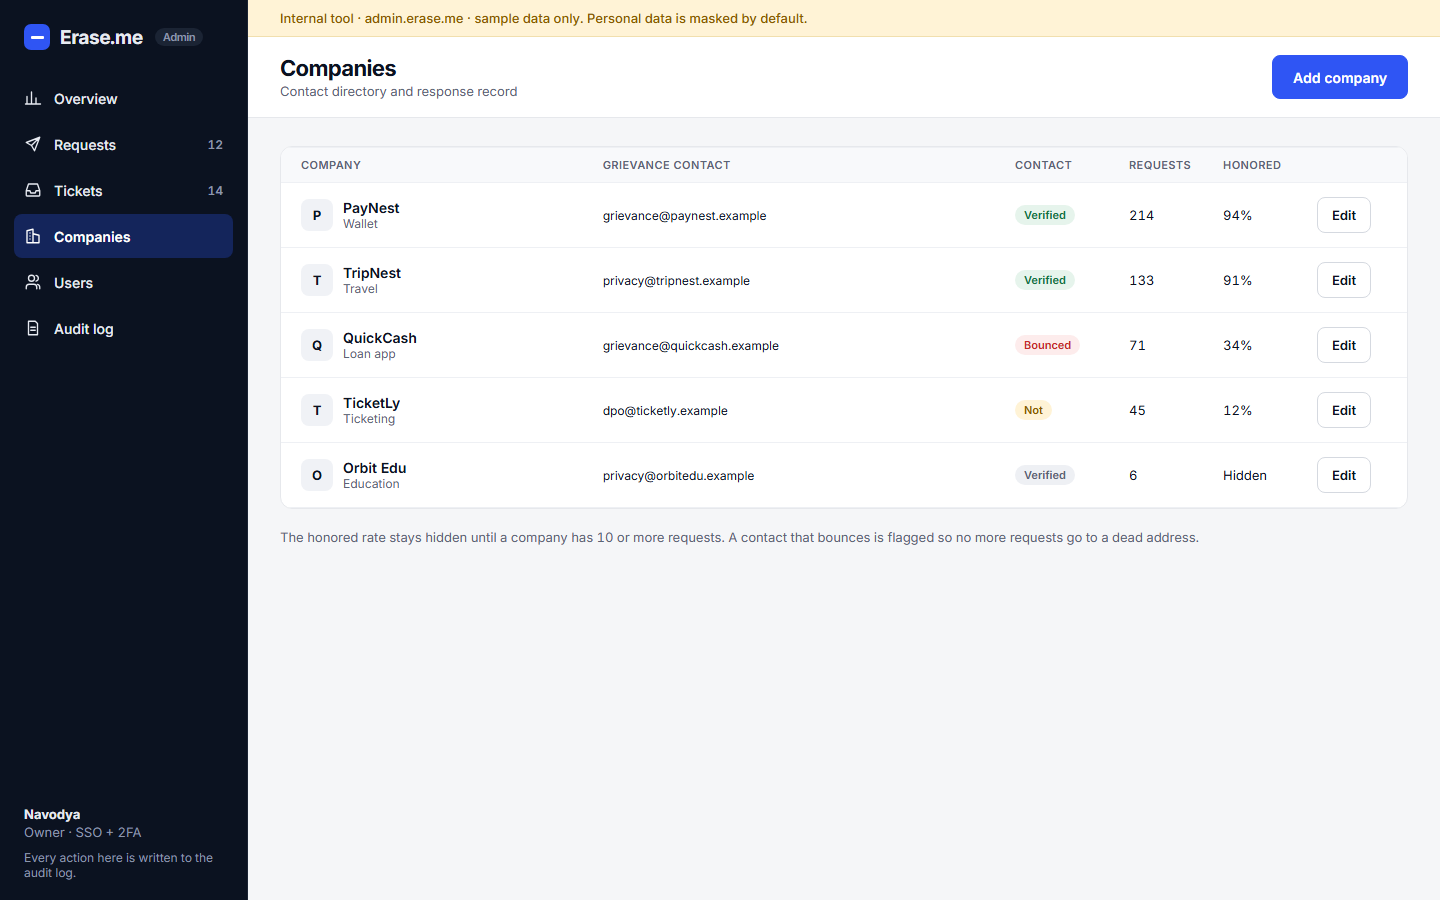 Erase.me Admin
Overview
Requests 12
Tickets 14
Companies
Users
Audit log
Navodya
Owner · SSO + 2FA
Every action here is written to the
audit log.
Internal tool · admin.erase.me · sample data only. Personal data is masked by default.
Companies
Contact directory and response record
Add company
COMPANY GRIEVANCE CONTACT CONTACT REQUESTS HONORED
P PayNest
Wallet
grievance@paynest.example Verified 214 94% Edit
T TripNest
Travel
privacy@tripnest.example Verified 133 91% Edit
Q QuickCash
Loan app
grievance@quickcash.example Bounced 71 34% Edit
T TicketLy
Ticketing
dpo@ticketly.example Not 45 12% Edit
O Orbit Edu
Education
privacy@orbitedu.example Verified 6 Hidden Edit
The honored rate stays hidden until a company has 10 or more requests. A contact that bounces is flagged so no more requests go to a dead address.